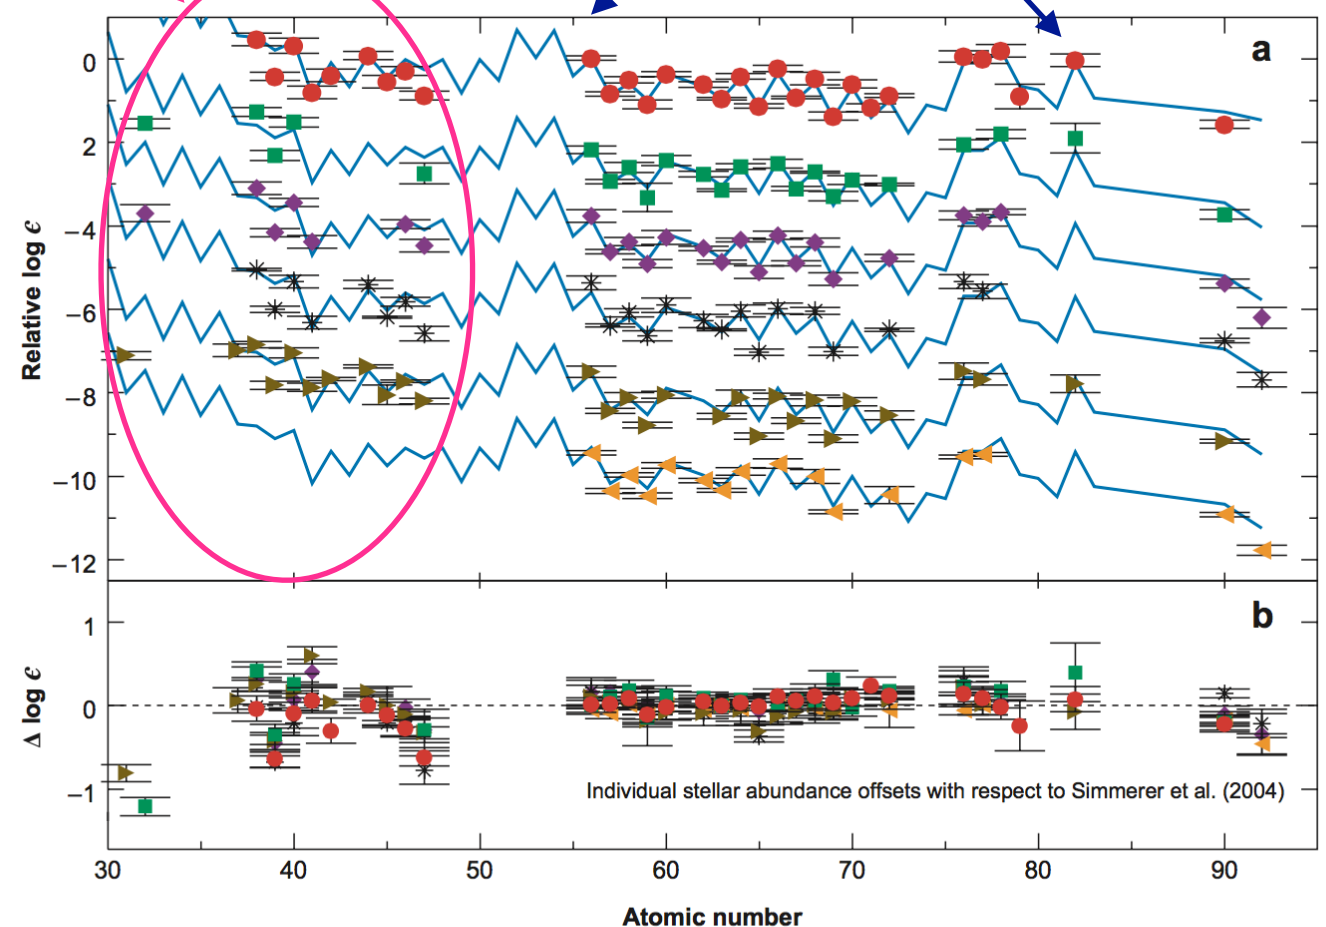 a
0
2
−4
−6
−8
−10
−12
Relative log ϵ
b
1
0
−1
Δ log ϵ
Individual stellar abundance offsets with respect to Simmerer et al. (2004)
30 40 50 60 70 80 90
Atomic number